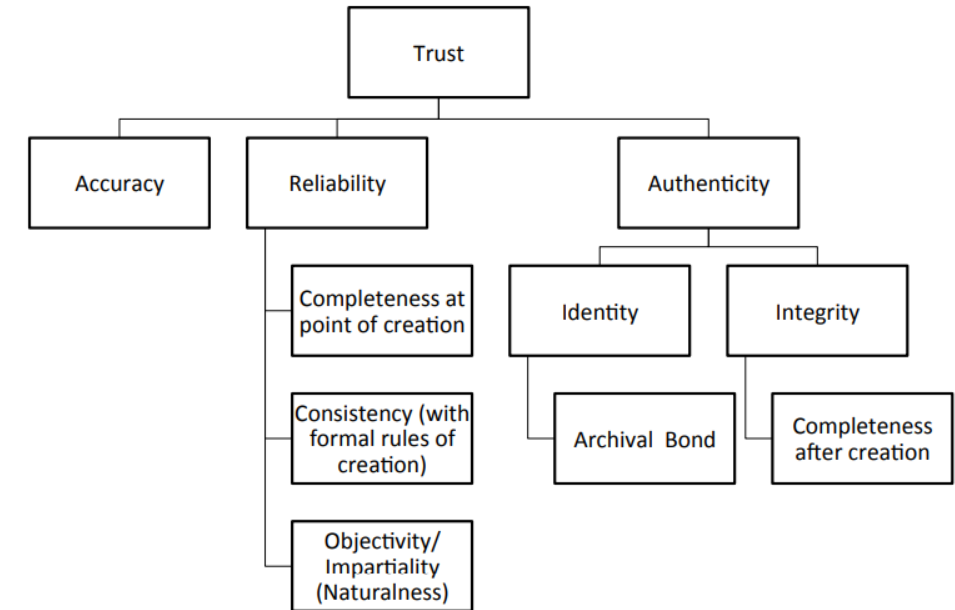 Trust
Accuracy
Reliability
Authenticity
Completeness at
point of creation
Identity
Integrity
Consistency (with
formal rules of
creation)
Archival Bond
Completeness
after creation
Objectivity/
Impartiality
(Naturalness)